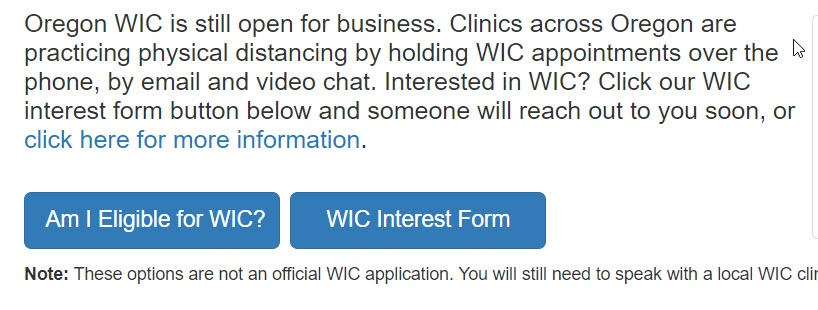 Oregon WIC is still open for business. Clinics across Oregon are
practicing physical distancing by holding WIC appointments over the
phone, by email and video chat. Interested in WIC? Click our WIC
interest form button below and someone will reach out to you soon, or
click here for more information.
Am I Eligible for WIC? WIC Interest Form
Note: These options are not an official WIC application. You will still need to speak with a local WIC